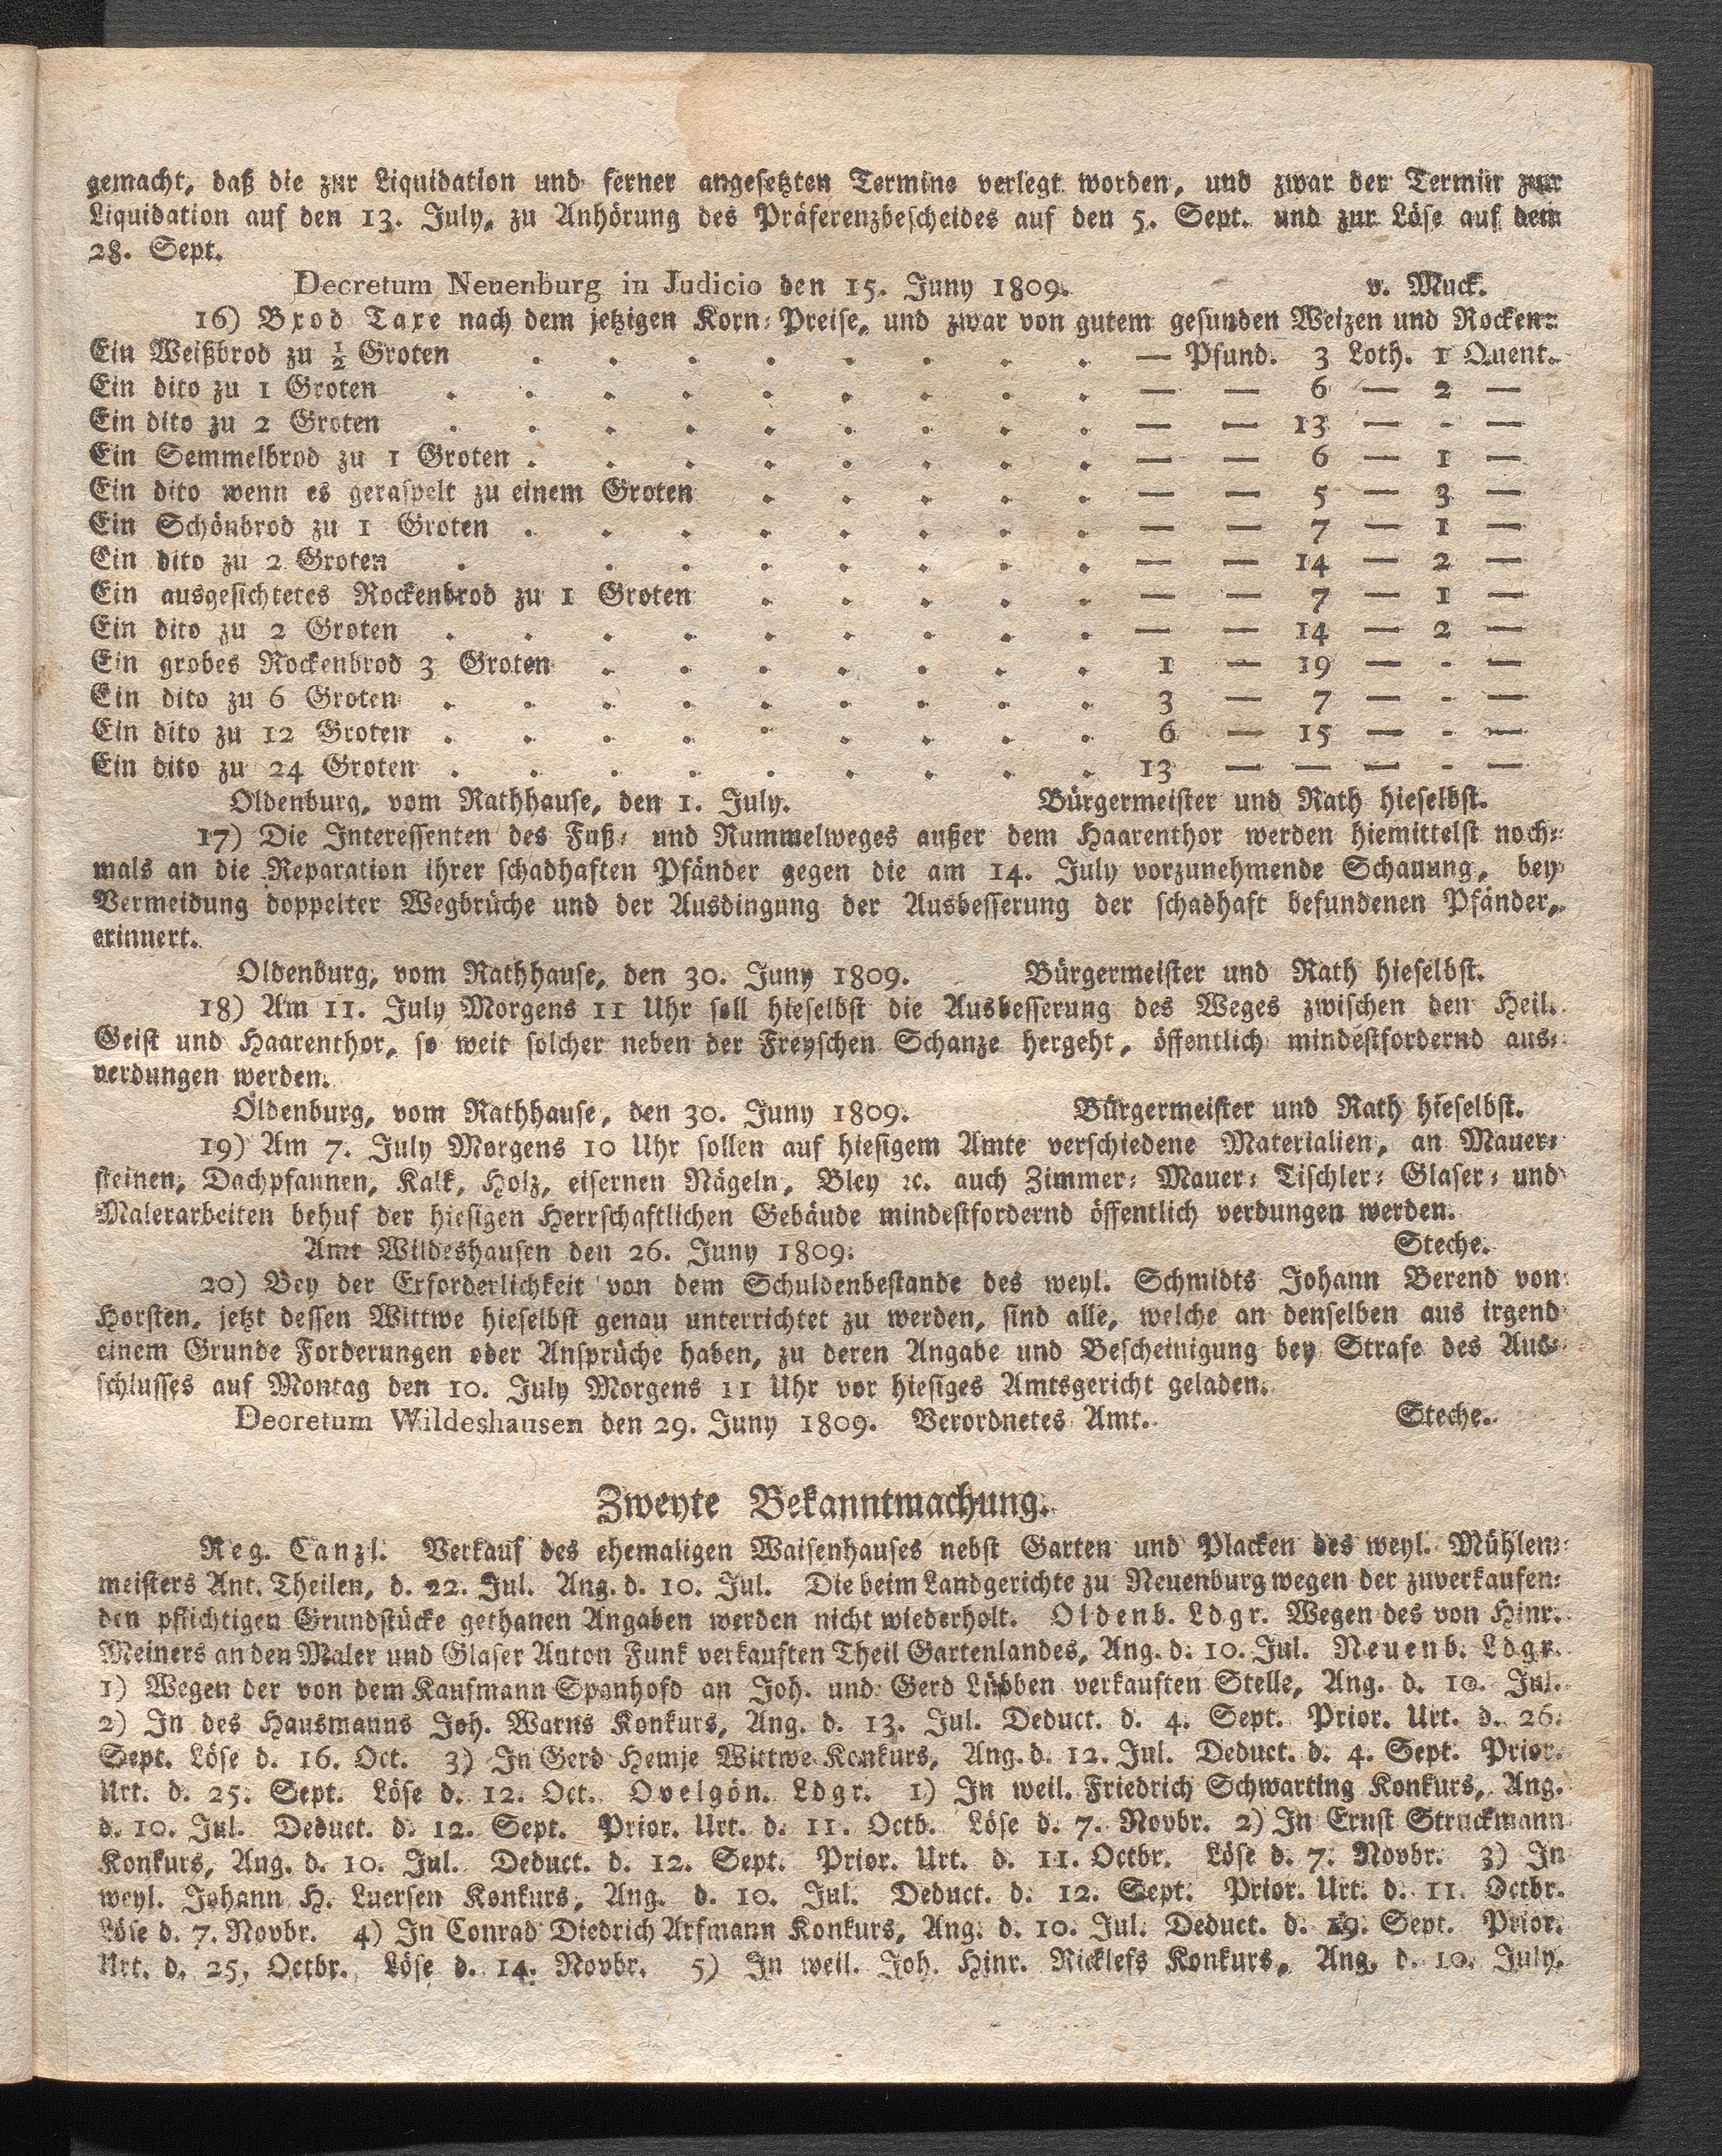 gemacht, daß die zur Liquidation und ferner angesetzten Termine verlegt worden, und zwar der Termin zur
Liquidation auf den 13. July, zu Anhörung des Präferenzbescheides auf den 5. Sept. und zur Löse auf dem
28. Sept.
Decretum Neuenburg in Judicio den 15. Juny 1809. v. Muck.
16) Brod Taxe nach dem jetzigen Korn-Preise, und zwar von gutem gesunden Weizen und Rocken:
Ein Weißbrod zu ½ Groten . . . . . . . . — Pfund. 3 Loth. 1 Quent.
Ein dito zu 1 Groten . . . . . . . . . — — 6 — 2 —
Ein dito zu 2 Groten . . . . . . . . . — — 13 — - —
Ein Semmelbrod zu 1 Groten . . . . . . . . — — 6 — 1 —
Ein dito wenn es geraspelt zu einem Groten . . . . . — — 5 — 3 —
Ein Schönbrod zu 1 Groten . . . . . . . . — — 7 — 1 —
Ein dito zu 2 Groten . . . . . . . . — — 14 — 2 —
Ein ausgesichtetes Rockenbrod zu 1 Groten . . . . . — — 7 — 1 —
Ein dito zu 2 Groten . . . . . . . . . — — 14 — 2 —
Ein grobes Rockenbrod 3 Groten . . . . . . . 1 — 19 — - —
Ein dito zu 6 Groten . . . . . . . . . 3 — 7 — - —
Ein dito zu 12 Groten . . . . . . . . . 6 — 15 — - —
Ein dito zu 24 Groten . . . . . . . . . 13 — — — - —
Oldenburg, vom Rathhause, den 1. July. Bürgermeister und Rath hieselbst.
17) Die Interessenten des Fuß- und Rummelweges außer dem Haarenthor werden hiemittelst noch-
mals an die Reparation ihrer schadhaften Pfänder gegen die am 14. July vorzunehmende Schauung, bey
Vermeidung doppelter Wegbrüche und der Ausdingung der Ausbesserung der schadhaft befundenen Pfänder,
erinnert.
Oldenburg, vom Rathhause, den 30. Juny 1809. Bürgermeister und Rath hieselbst.
18) Am 11. July Morgens 11 Uhr soll hieselbst die Ausbesserung des Weges zwischen den Heil.
Geist und Haarenthor, so weit solcher neben der Freyschen Schanze hergeht, öffentlich mindestfordernd aus-
verdungen werden.
Oldenburg, vom Rathhause, den 30. Juny 1809. Bürgermeister und Rath hieselbst.
19) Am 7. July Morgens 10 Uhr sollen auf hiesigem Amte verschiedene Materialien, an Mauer-
steinen, Dachpfannen, Kalk, Holz, eisernen Nägeln, Bley ꝛc. auch Zimmer- Mauer- Tischler- Glaser- und
Malerarbeiten behuf der hiesigen Herrschaftlichen Gebäude mindestfordernd öffentlich verdungen werden.
Amt Wildeshausen den 26. Juny 1809. Steche.
20) Bey der Erforderlichkeit von dem Schuldenbestande des weyl. Schmidts Johann Berend von
Horsten, jetzt dessen Wittwe hieselbst genau unterrichtet zu werden, sind alle, welche an denselben aus irgend
einem Grunde Forderungen oder Ansprüche haben, zu deren Angabe und Bescheinigung bey Strafe des Aus-
schlusses auf Montag den 10. July Morgens 11 Uhr vor hiesiges Amtsgericht geladen.
Decretum Wildeshausen den 29. Juny 1809. Verordnetes Amt. Steche.
Zweyte Bekanntmachung.
Reg. Canzl. Verkauf des ehemaligen Waisenhauses nebst Garten und Placken des weyl. Mühlen-
meisters Ant. Theilen, d. 22. Jul. Ang. d. 10. Jul. Die beim Landgerichte zu Neuenburg wegen der zuverkaufen-
den pflichtigen Grundstücke gethanen Angaben werden nicht wiederholt. Oldenb. Ldgr. Wegen des von Hinr.
Meiners an den Maler und Glaser Anton Funk verkauften Theil Gartenlandes, Ang. d. 10. Jul. Neuenb. Ldgr.
1) Wegen der von dem Kaufmann Spanhofd an Joh. und Gerd Lübben verkauften Stelle, Ang. d. 10. Jul.
2) In des Hausmanns Joh. Warns Konkurs, Ang. d. 13. Jul. Deduct. d. 4. Sept. Prior. Urt. d. 26.
Sept. Löse d. 16. Oct. 3) In Gerd Hemje Wittwe Konkurs, Ang. d. 12. Jul. Deduct. d. 4. Sept. Prior.
Urt. d. 25. Sept. Löse d. 12. Oct. Ovelgön. Ldgr. 1) In weil. Friedrich Schwarting Konkurs, Ang.
d. 10. Jul. Deduct. d. 12. Sept. Prior. Urt. d. 11. Octb. Löse d. 7. Novbr. 2) In Ernst Struckmann
Konkurs, Ang. d. 10. Jul. Deduct. d. 12. Sept. Prior. Urt. d. 11. Octbr. Löse d. 7. Novbr. 3) In
weyl. Johann H. Luersen Konkurs, Ang. d. 10. Jul. Deduct. d. 12. Sept. Prior. Urt. d. 11. Octbr.
Löse d. 7. Novbr. 4) In Conrad Diedrich Arfmann Konkurs, Ang. d. 10. Jul. Deduct. d. 19. Sept. Prior.
Urt. d. 25. Octbr. Löse d. 14. Novbr. 5) In weil. Joh. Hinr. Ricklefs Konkurs, Ang. d. 10. July.